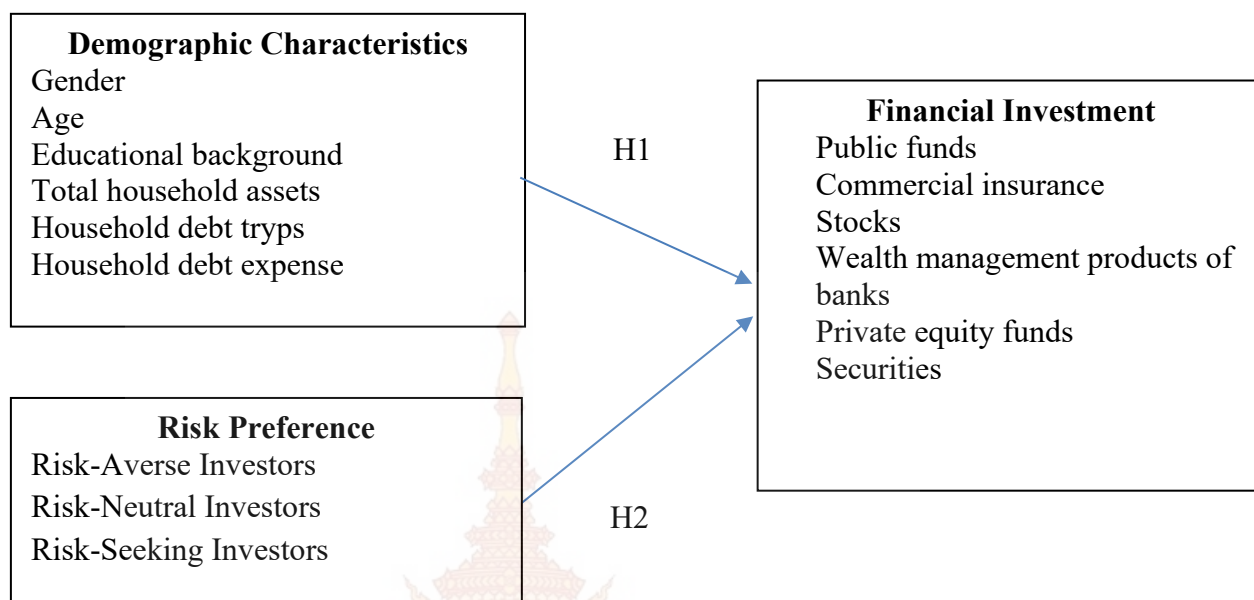 Demographic Characteristics
Gender
Age
Educational background
Total household assets
Household debt tryps
Household debt expense
H1
Financial Investment
Public funds
Commercial insurance
Stocks
Wealth management products of
banks
Private equity funds
Securities
Risk Preference
Risk-Averse Investors
Risk-Neutral Investors
Risk-Seeking Investors
H2